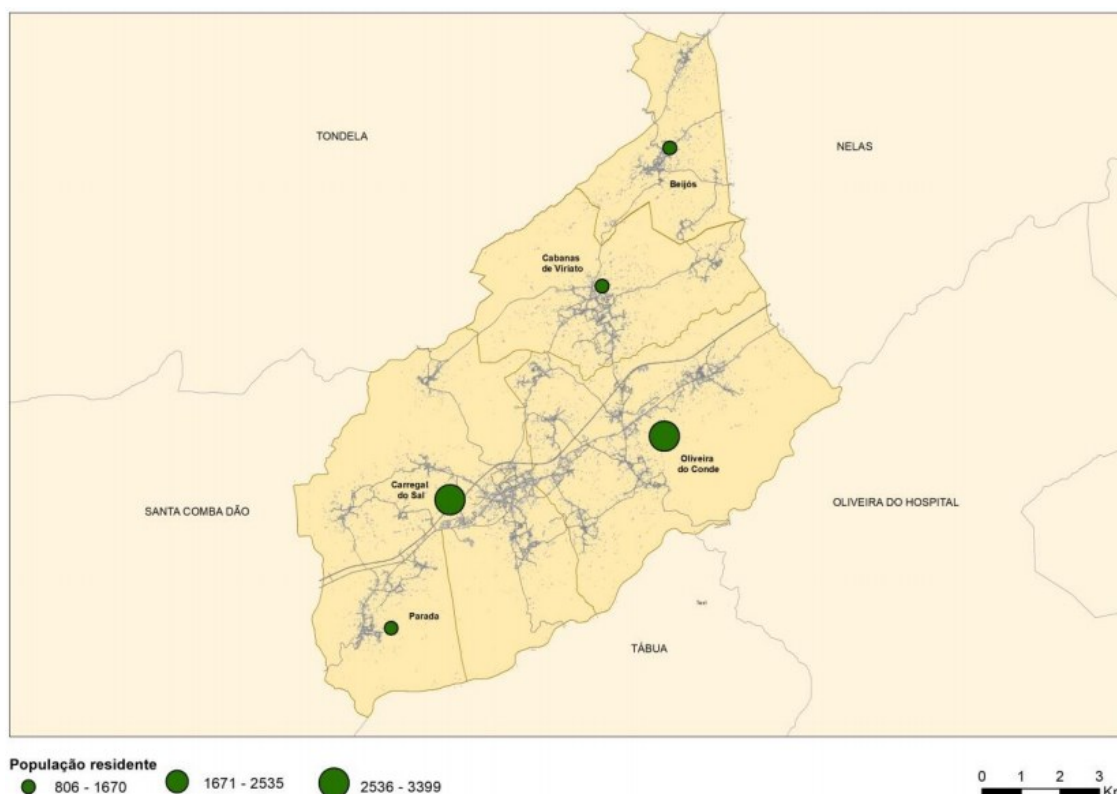 TONDELA
NELAS
Beijós
Cabanas
de Viriato
Oliveira
do Conde
Carregal
do Sal
SANTA COMBA DÃO
OLIVEIRA DO HOSPITAL
Parada
TÁBUA
População residente
806 - 1670
1671 - 2535
2536 - 3399
0 1 2 3